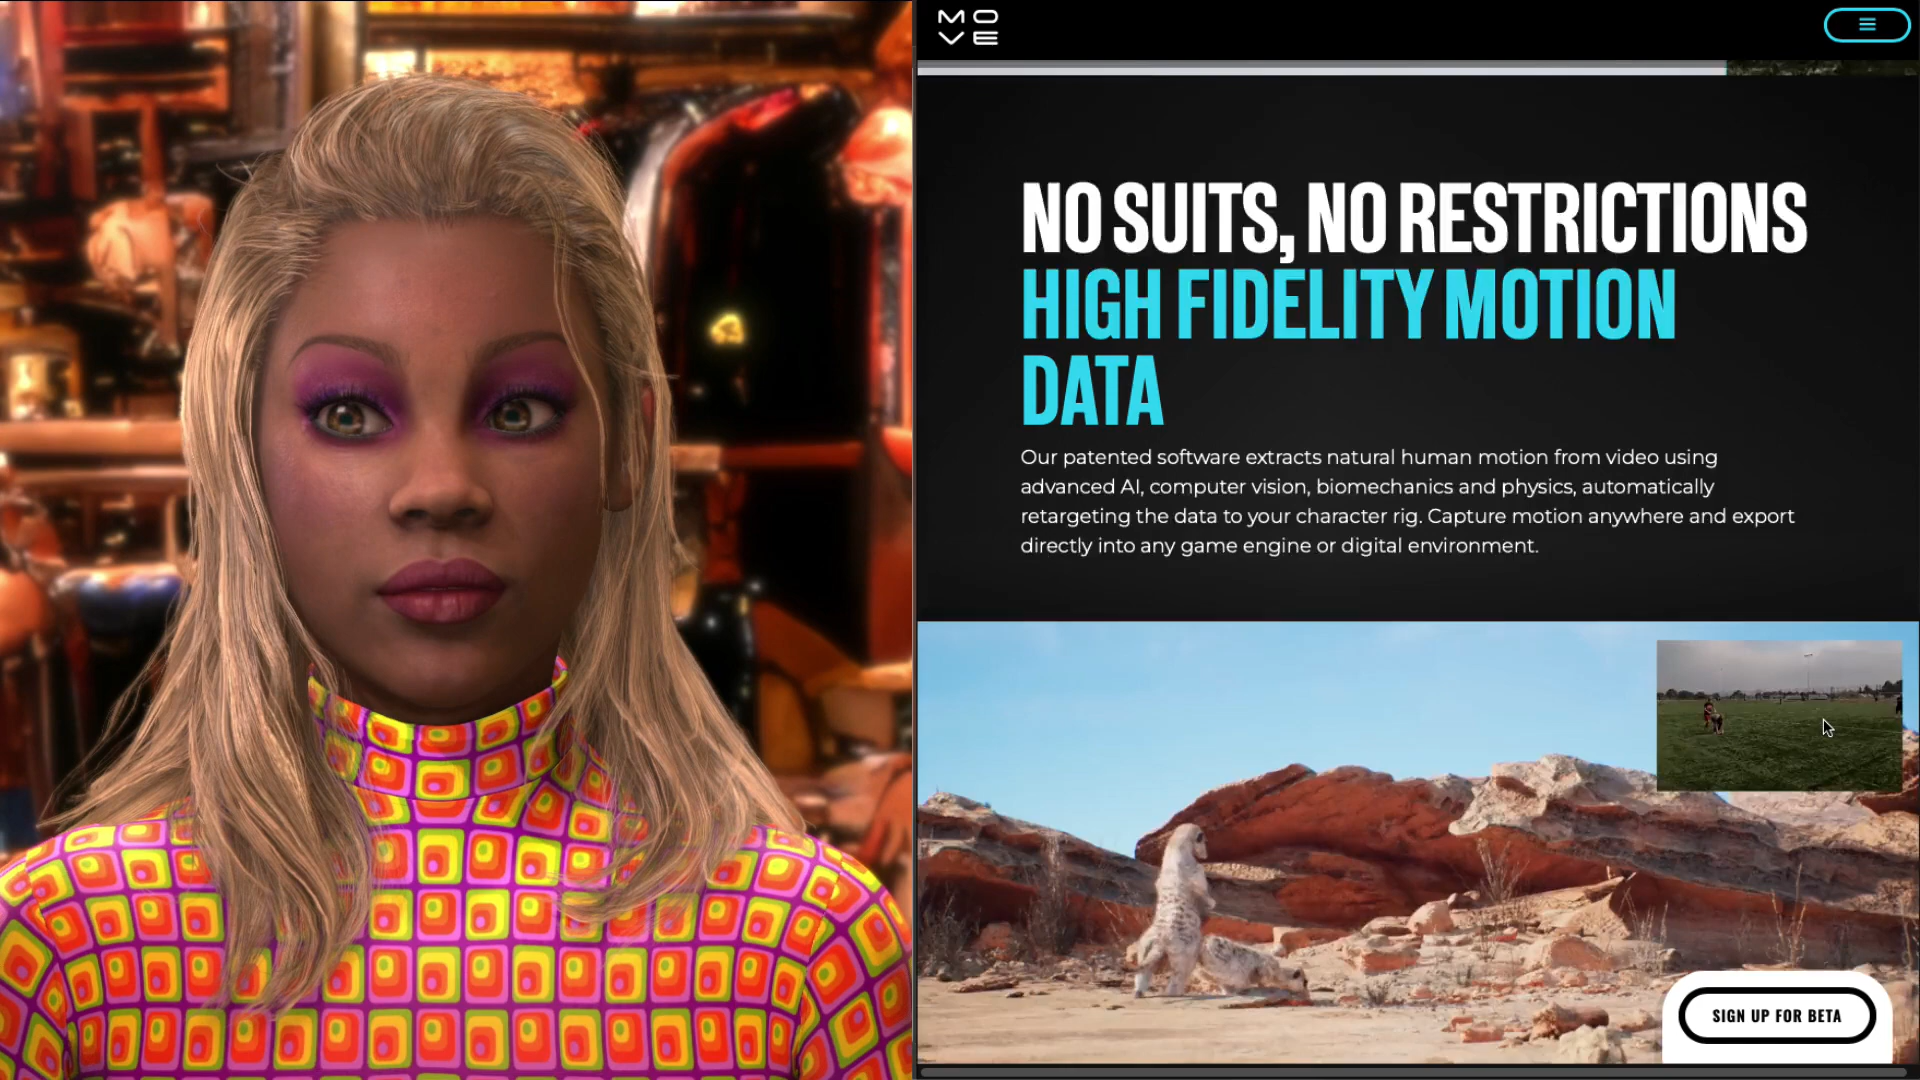 MOVE
NO SUITS, NO RESTRICTIONS
HIGH FIDELITY MOTION
DATA
Our patented software extracts natural human motion from video using
advanced AI, computer vision, biomechanics and physics, automatically
retargeting the data to your character rig. Capture motion anywhere and export
directly into any game engine or digital environment.
SIGN UP FOR BETA